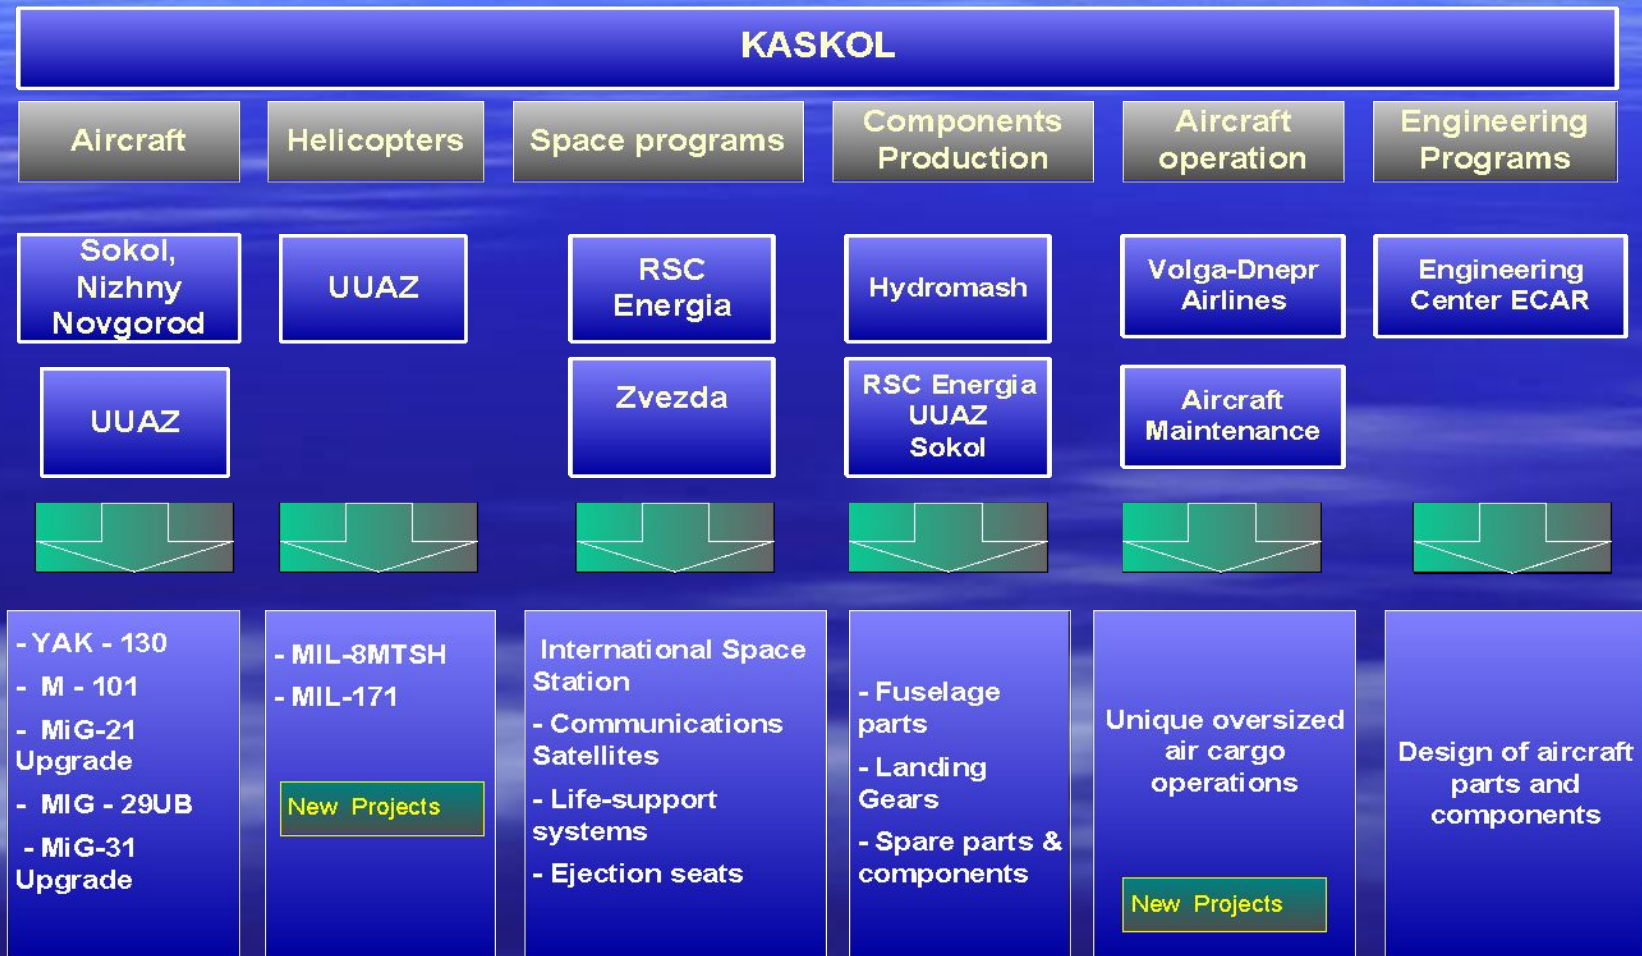 KASKOL
Aircraft
Helicopters
Space programs
Components
Production
Aircraft
operation
Engineering
Programs
Sokol,
Nizhny
Novgorod
UUAZ
RSC
Energia
Hydromash
Volga-Dnepr
Airlines
Engineering
Center ECAR
UUAZ
Zvezda
RSC Energia
UUAZ
Sokol
Aircraft
Maintenance
- YAK - 130
- M - 101
- MiG-21
Upgrade
- MIG - 29UB
- MiG-31
Upgrade
- MIL-8MTSH
- MIL-171
New Projects
International Space
Station
- Communications
Satellites
- Life-support
systems
- Ejection seats
- Fuselage
parts
- Landing
Gears
- Spare parts &
components
Unique oversized
air cargo
operations
New Projects
Design of aircraft
parts and
components